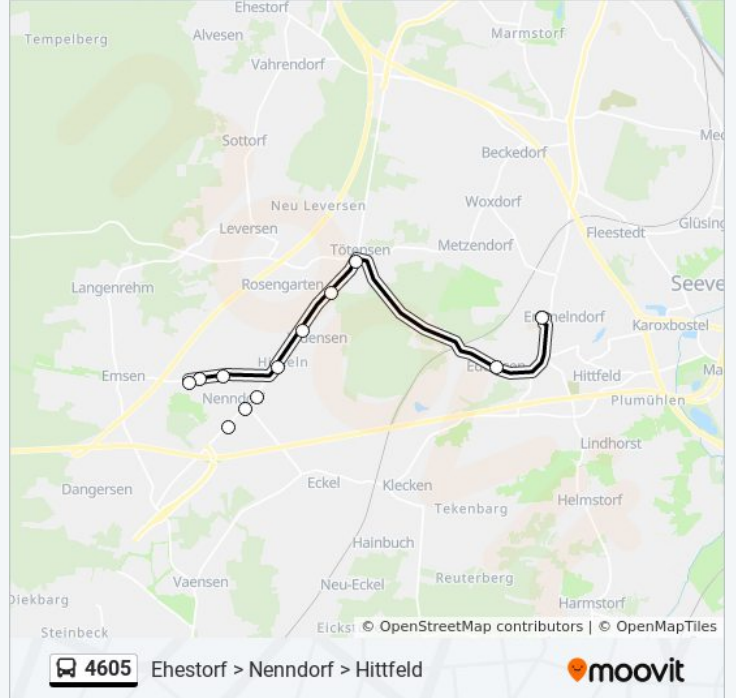 Ehestorf
Tempelberg
Alvesen
Marmstorf
Vahrendorf
Sottorf
Beckedorf
Woxdorf
Neu Leversen
Leversen
Fleestedt
Tötensen
Metzendorf
Langenrehm
Rosengarten
Seeve
Karoxbostel
Emsen
Hittfeld
Plumühlen
Lindhorst
Dangersen
Eckel
Klecken
Helmstorf
Tekenbarg
Hainbuch
Vaensen
Neu-Eckel
Reuterberg
Harmstorf
Diekbarg
Steinbeck
© OpenStreetMap contributors | © OpenMapTiles
4605 Ehestorf > Nenndorf > Hittfeld
moovit